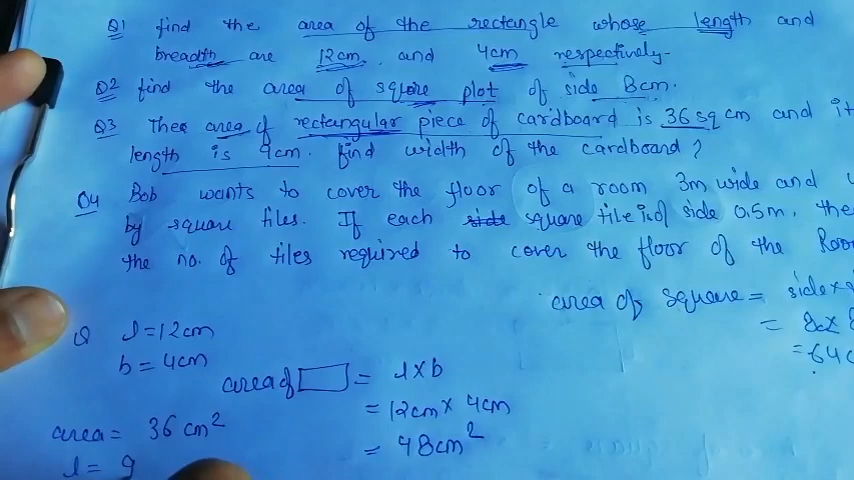 Q1 find the area of the rectangle whose length and
breadth are 12cm. and 4cm respectively.
Q2 find the area of square plot of side 8cm.
Q3 The area of rectangular piece of cardboard is 36 sq cm and it
length is 9cm. find width of the cardboard?
Q4 Bob wants to cover the floor of a room 3m wide and
by square tiles. If each side square tile is of side 0.5m, the
the no. of tiles required to cover the floor of the Roo
area of square = side ×
= 8 ×
= 64
Q l = 12cm
b = 4cm
area of = l × b
= 12cm × 4cm
= 48cm²
area = 36 cm²
l = 9